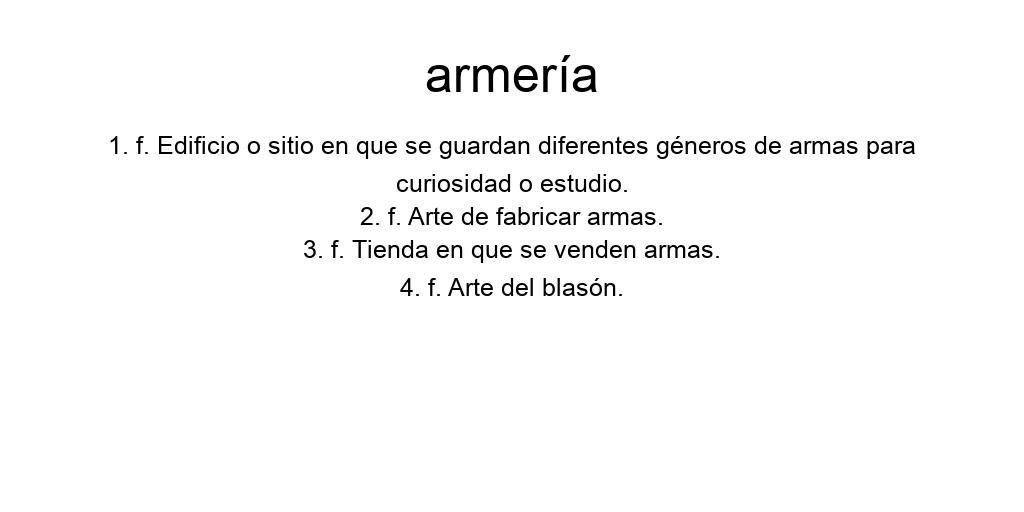 armería
1. f. Edificio o sitio en que se guardan diferentes géneros de armas para
curiosidad o estudio.
2. f. Arte de fabricar armas.
3. f. Tienda en que se venden armas.
4. f. Arte del blasón.